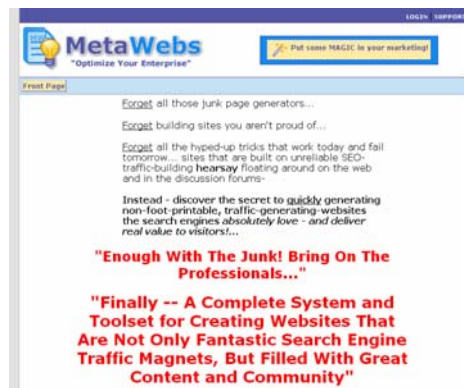 LOGIN SUPPORT
MetaWebs
"Optimize Your Enterprise"
Put some MAGIC in your marketing!
Front Page
Forget all those junk page generators...
Forget building sites you aren't proud of...
Forget all the hyped-up tricks that work today and fail
tomorrow... sites that are built on unreliable SEO-
traffic-building hearsay floating around on the web
and in the discussion forums-
Instead - discover the secret to quickly generating
non-foot-printable, traffic-generating-websites
the search engines absolutely love - and deliver
real value to visitors!...
"Enough With The Junk! Bring On The
Professionals..."
"Finally -- A Complete System and
Toolset for Creating Websites That
Are Not Only Fantastic Search Engine
Traffic Magnets, But Filled With Great
Content and Community"